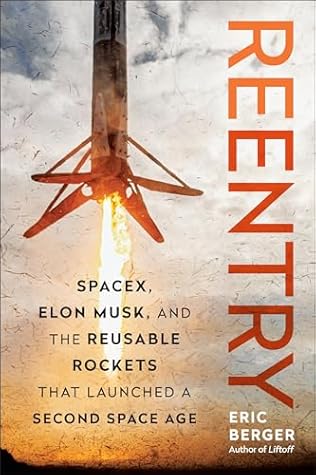 REENTRY
SPACEX,
ELON MUSK, AND
THE REUSABLE
ROCKETS
THAT LAUNCHED A
SECOND SPACE AGE
ERIC
BERGER
Author of Liftoff